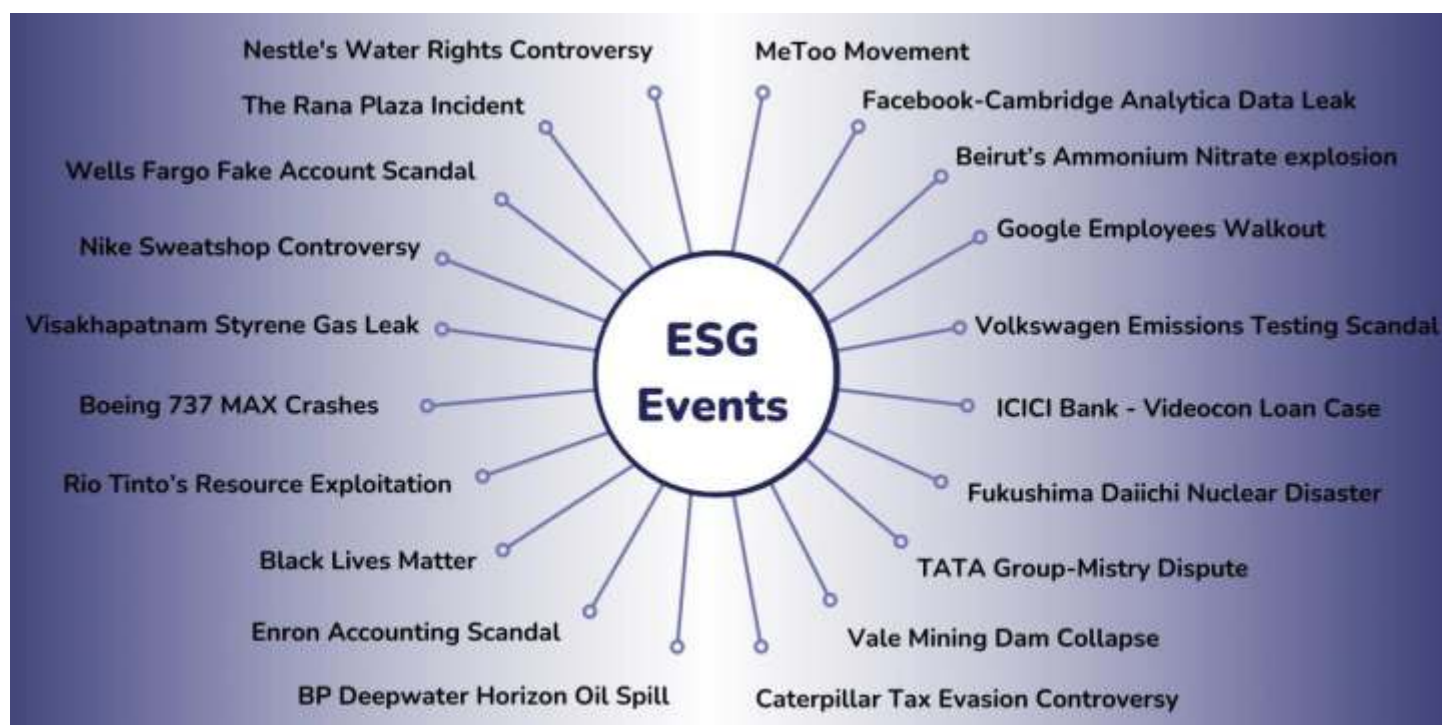 Nestle's Water Rights Controversy
The Rana Plaza Incident
Wells Fargo Fake Account Scandal
Nike Sweatshop Controversy
Visakhapatnam Styrene Gas Leak
Boeing 737 MAX Crashes
Rio Tinto’s Resource Exploitation
Black Lives Matter
Enron Accounting Scandal
BP Deepwater Horizon Oil Spill
ESG
Events
MeToo Movement
Facebook-Cambridge Analytica Data Leak
Beirut’s Ammonium Nitrate explosion
Google Employees Walkout
Volkswagen Emissions Testing Scandal
ICICI Bank - Videocon Loan Case
Fukushima Daiichi Nuclear Disaster
TATA Group-Mistry Dispute
Vale Mining Dam Collapse
Caterpillar Tax Evasion Controversy